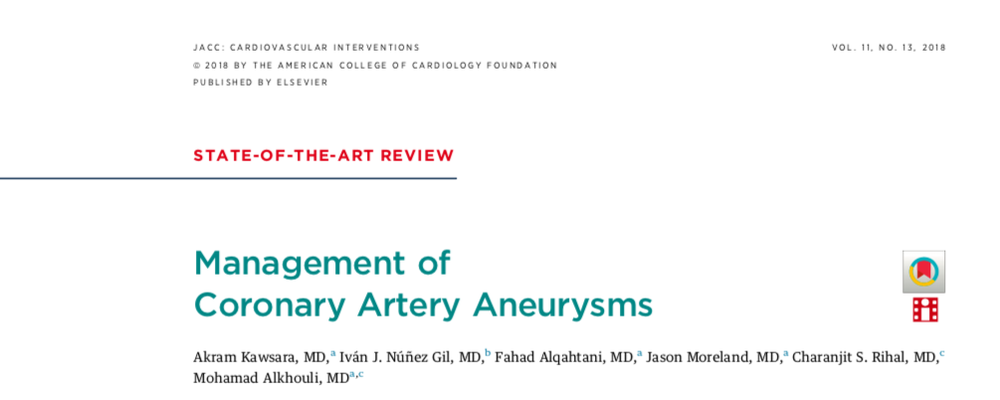 JACC: CARDIOVASCULAR INTERVENTIONS
VOL. 11, NO. 13, 2018
© 2018 BY THE AMERICAN COLLEGE OF CARDIOLOGY FOUNDATION
PUBLISHED BY ELSEVIER
STATE-OF-THE-ART REVIEW
Management of
Coronary Artery Aneurysms
Akram Kawsara, MD,a Iván J. Núñez Gil, MD,b Fahad Alqahtani, MD,a Jason Moreland, MD,a Charanjit S. Rihal, MD,c
Mohamad Alkhouli, MDa,c